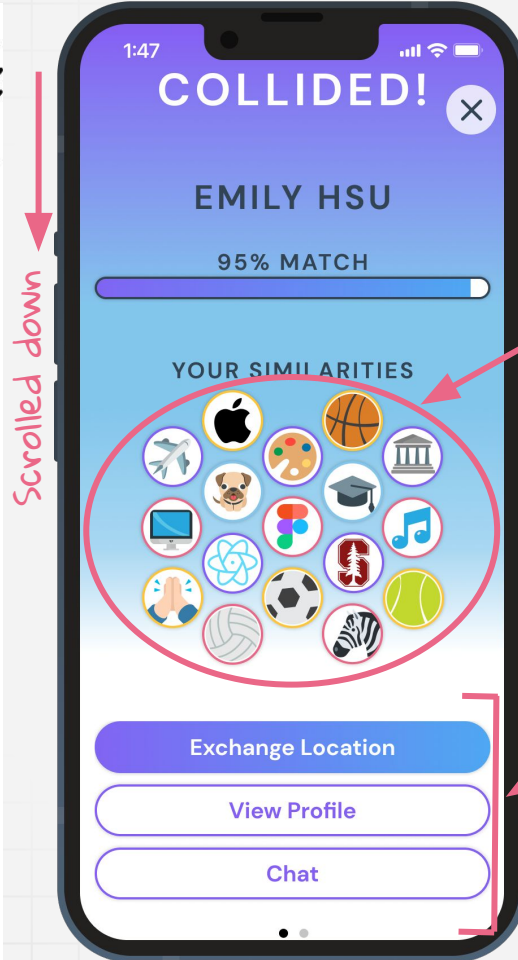 1:47
COLLIDED!
EMILY HSU
95% MATCH
Scrolled down
YOUR SIMILARITIES
S
Exchange Location
View Profile
Chat